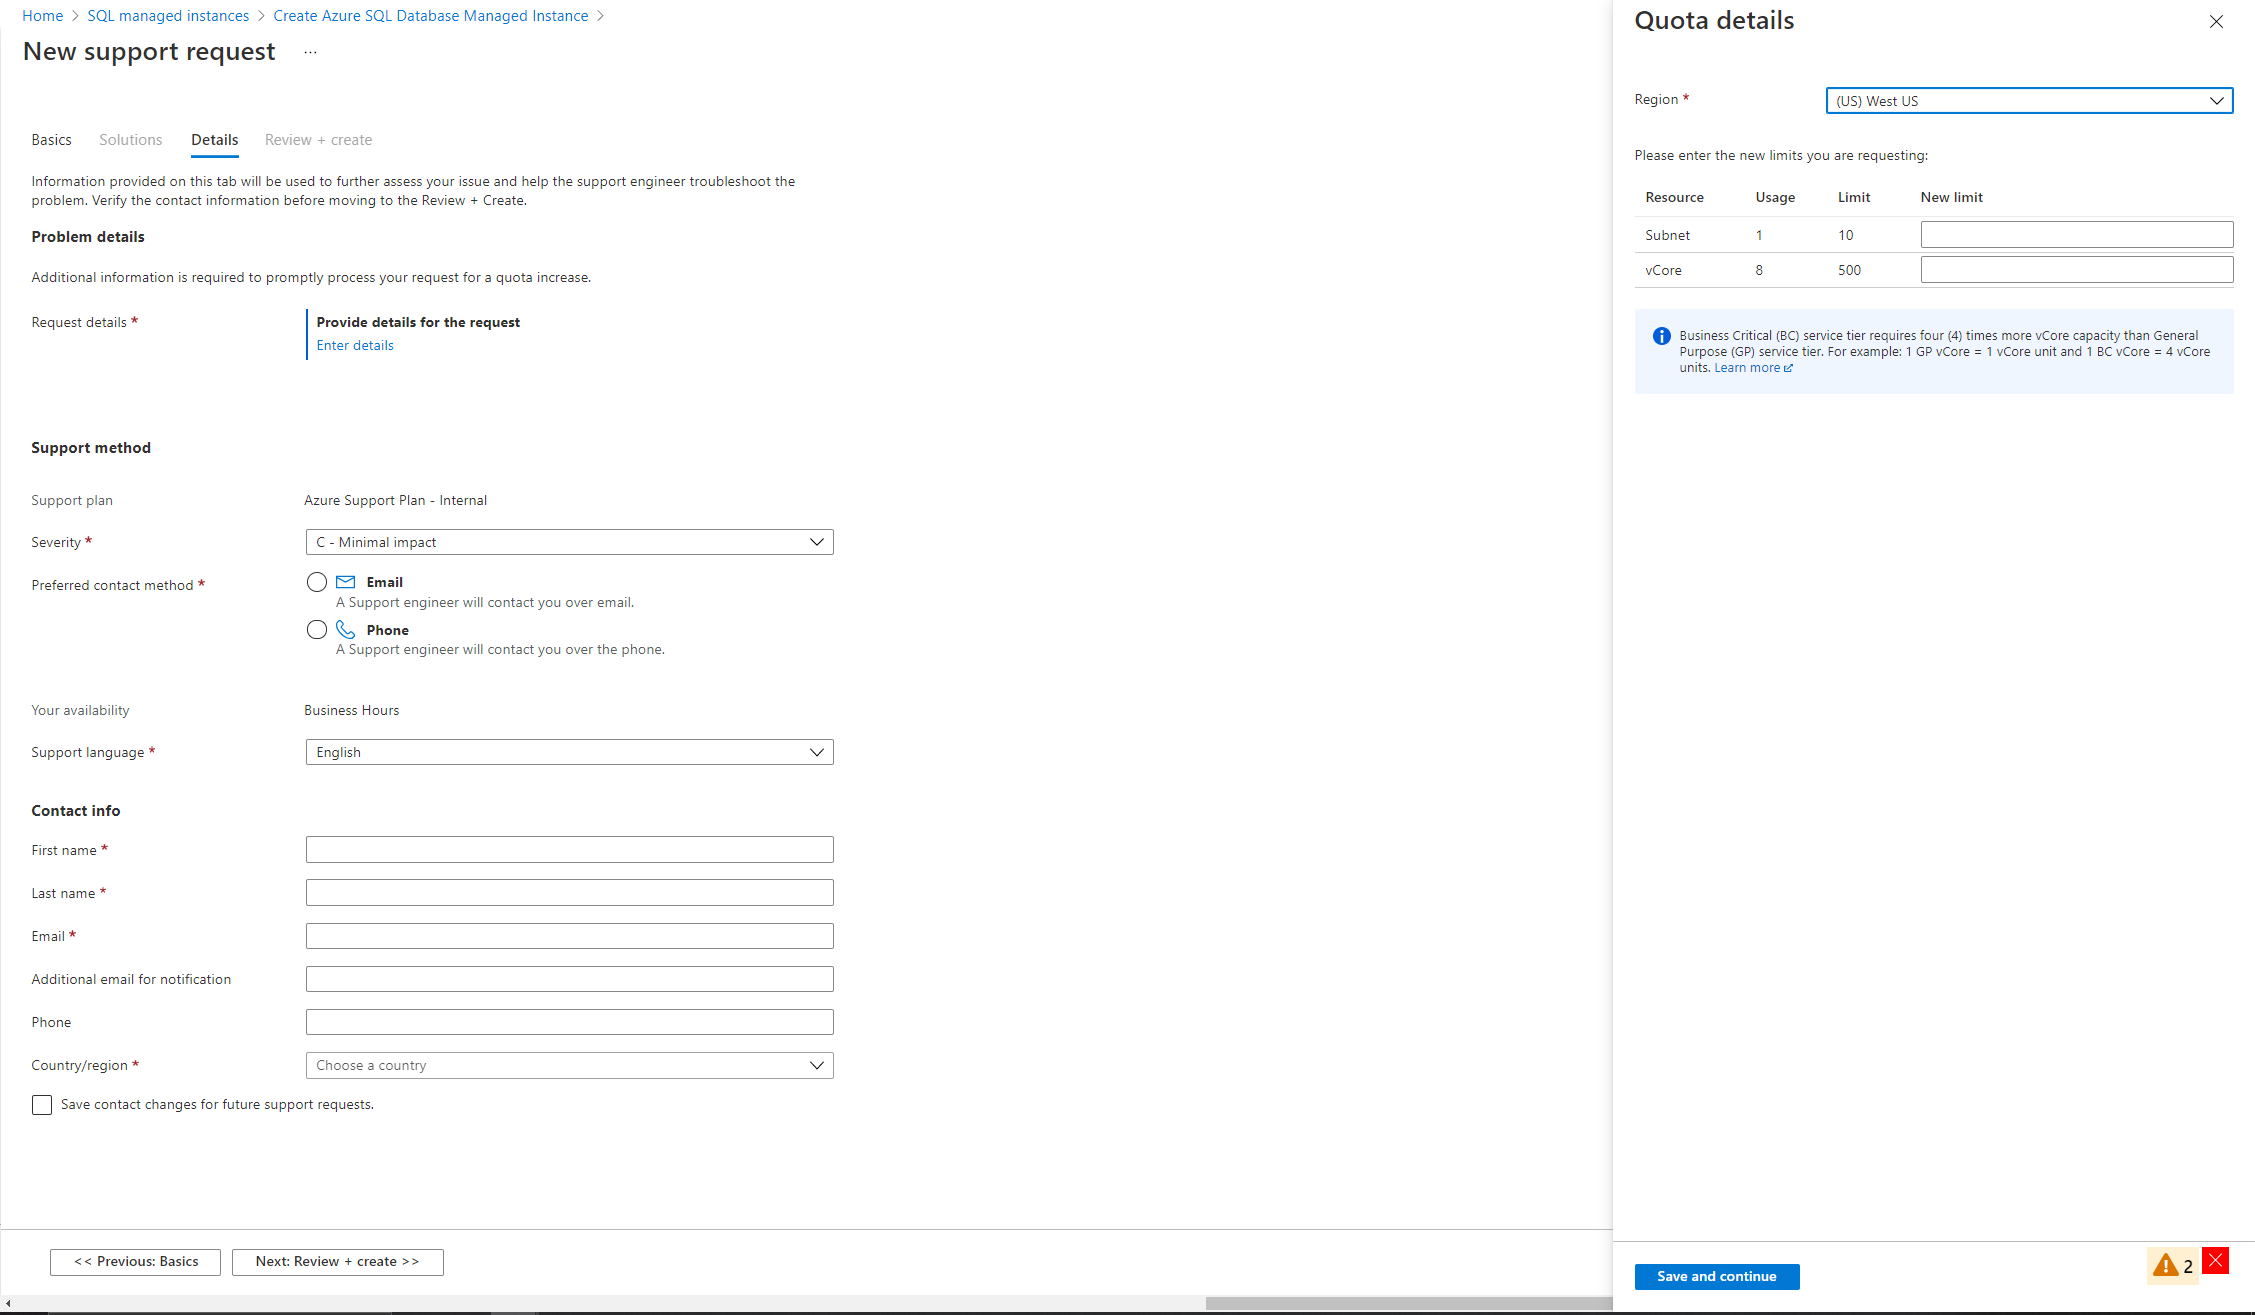 Home > SQL managed instances > Create Azure SQL Database Managed Instance >
New support request ...
Basics Solutions Details Review + create
Information provided on this tab will be used to further assess your issue and help the support engineer troubleshoot the
problem. Verify the contact information before moving to the Review + Create.
Problem details
Additional information is required to promptly process your request for a quota increase.
Request details *
Provide details for the request
Enter details
Support method
Support plan Azure Support Plan - Internal
Severity * C - Minimal impact
Preferred contact method *
Email
A Support engineer will contact you over email.
Phone
A Support engineer will contact you over the phone.
Your availability Business Hours
Support language * English
Contact info
First name *
Last name *
Email *
Additional email for notification
Phone
Country/region * Choose a country
Save contact changes for future support requests.
<< Previous: Basics Next: Review + create >>
Quota details
Region * (US) West US
Please enter the new limits you are requesting:
Resource Usage Limit New limit
Subnet 1 10
vCore 8 500
Business Critical (BC) service tier requires four (4) times more vCore capacity than General
Purpose (GP) service tier. For example: 1 GP vCore = 1 vCore unit and 1 BC vCore = 4 vCore
units. Learn more
Save and continue
2